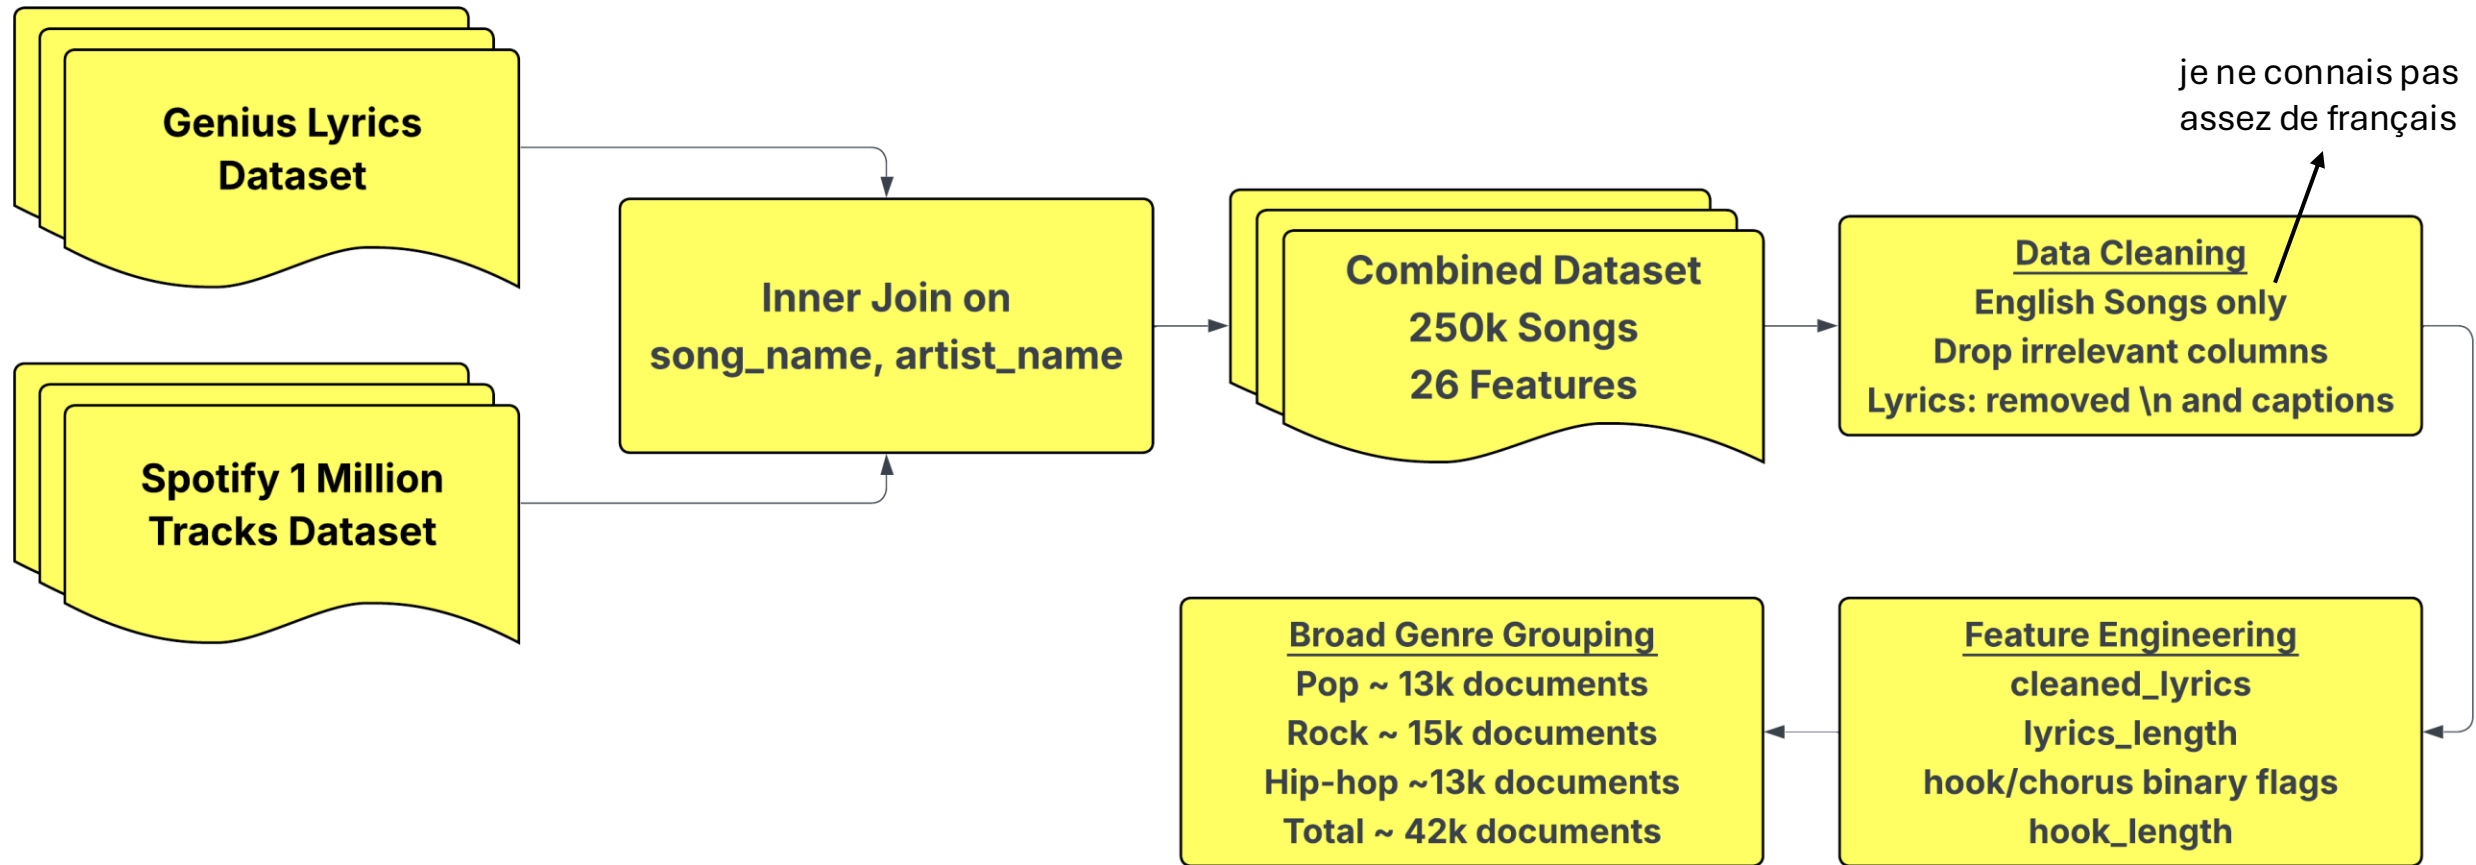 Genius Lyrics
Dataset
Spotify 1 Million
Tracks Dataset
Inner Join on
song_name, artist_name
Combined Dataset
250k Songs
26 Features
je ne connais pas
assez de français
Data Cleaning
English Songs only
Drop irrelevant columns
Lyrics: removed \n and captions
Feature Engineering
cleaned_lyrics
lyrics_length
hook/chorus binary flags
hook_length
Broad Genre Grouping
Pop ~ 13k documents
Rock ~ 15k documents
Hip-hop ~13k documents
Total ~ 42k documents